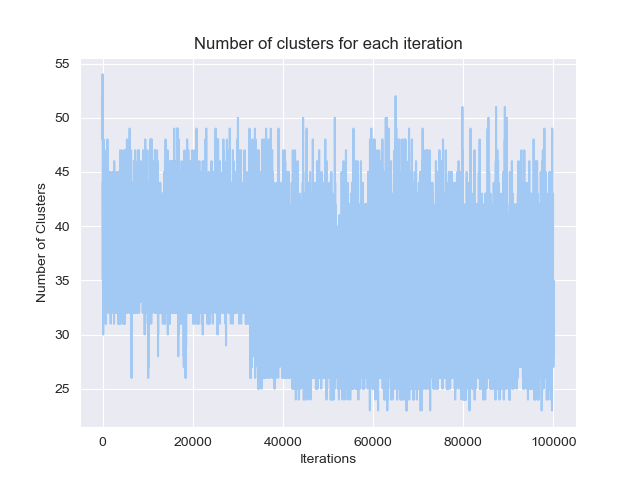 Number of clusters for each iteration
55
50
45
40
35
30
25
Number of Clusters
0 20000 40000 60000 80000 100000
Iterations